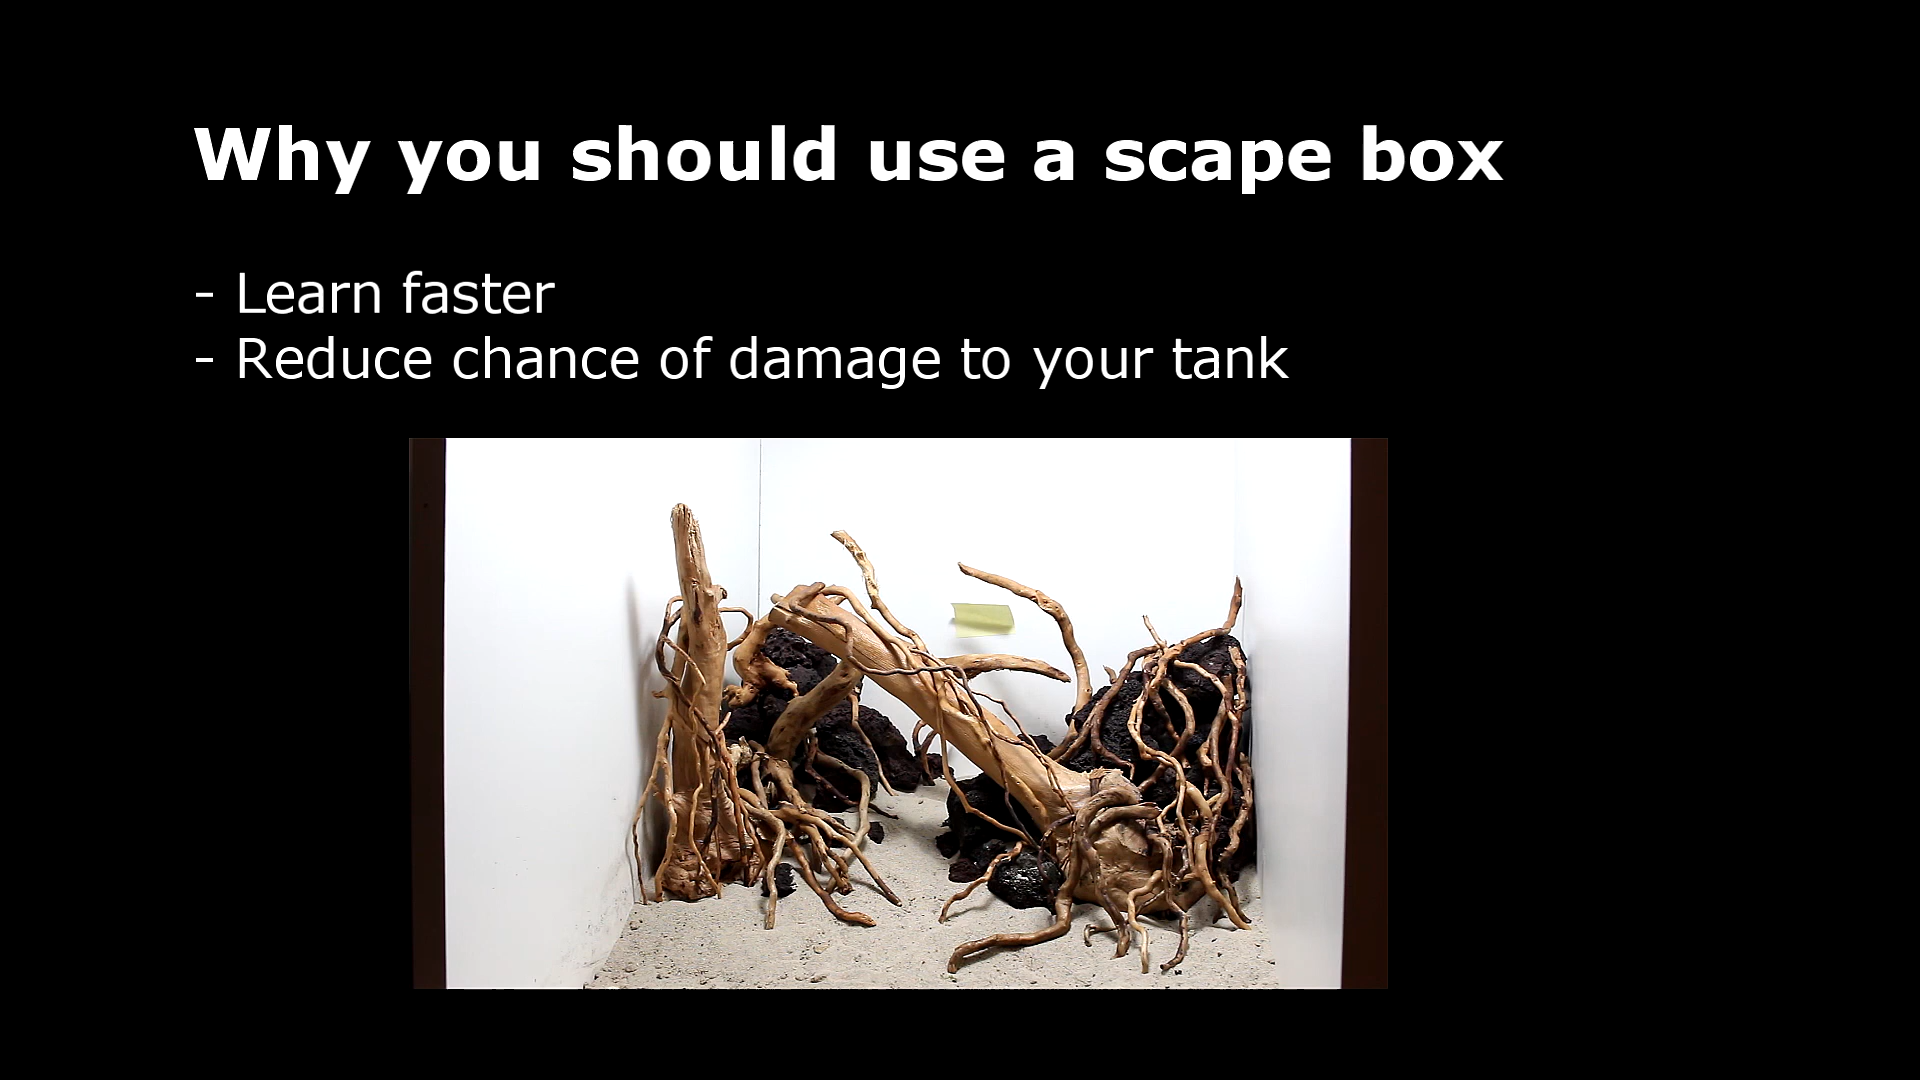 Why you should use a scape box
- Learn faster
- Reduce chance of damage to your tank